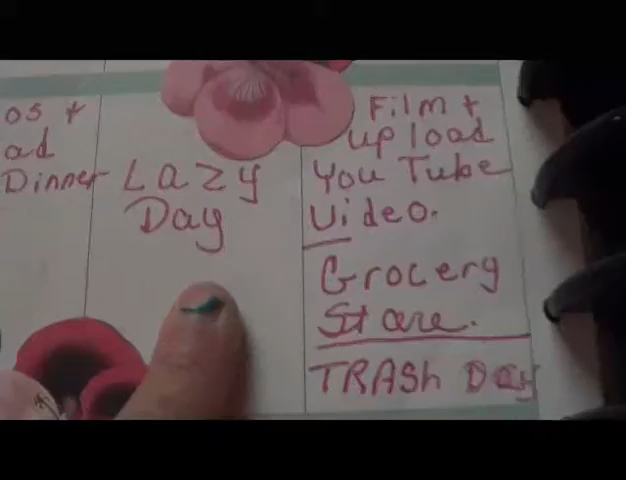 os +
ad
Dinner
Lazy
Day
Film +
upload
You Tube
Video.
Grocery
Store.
TRASh Day